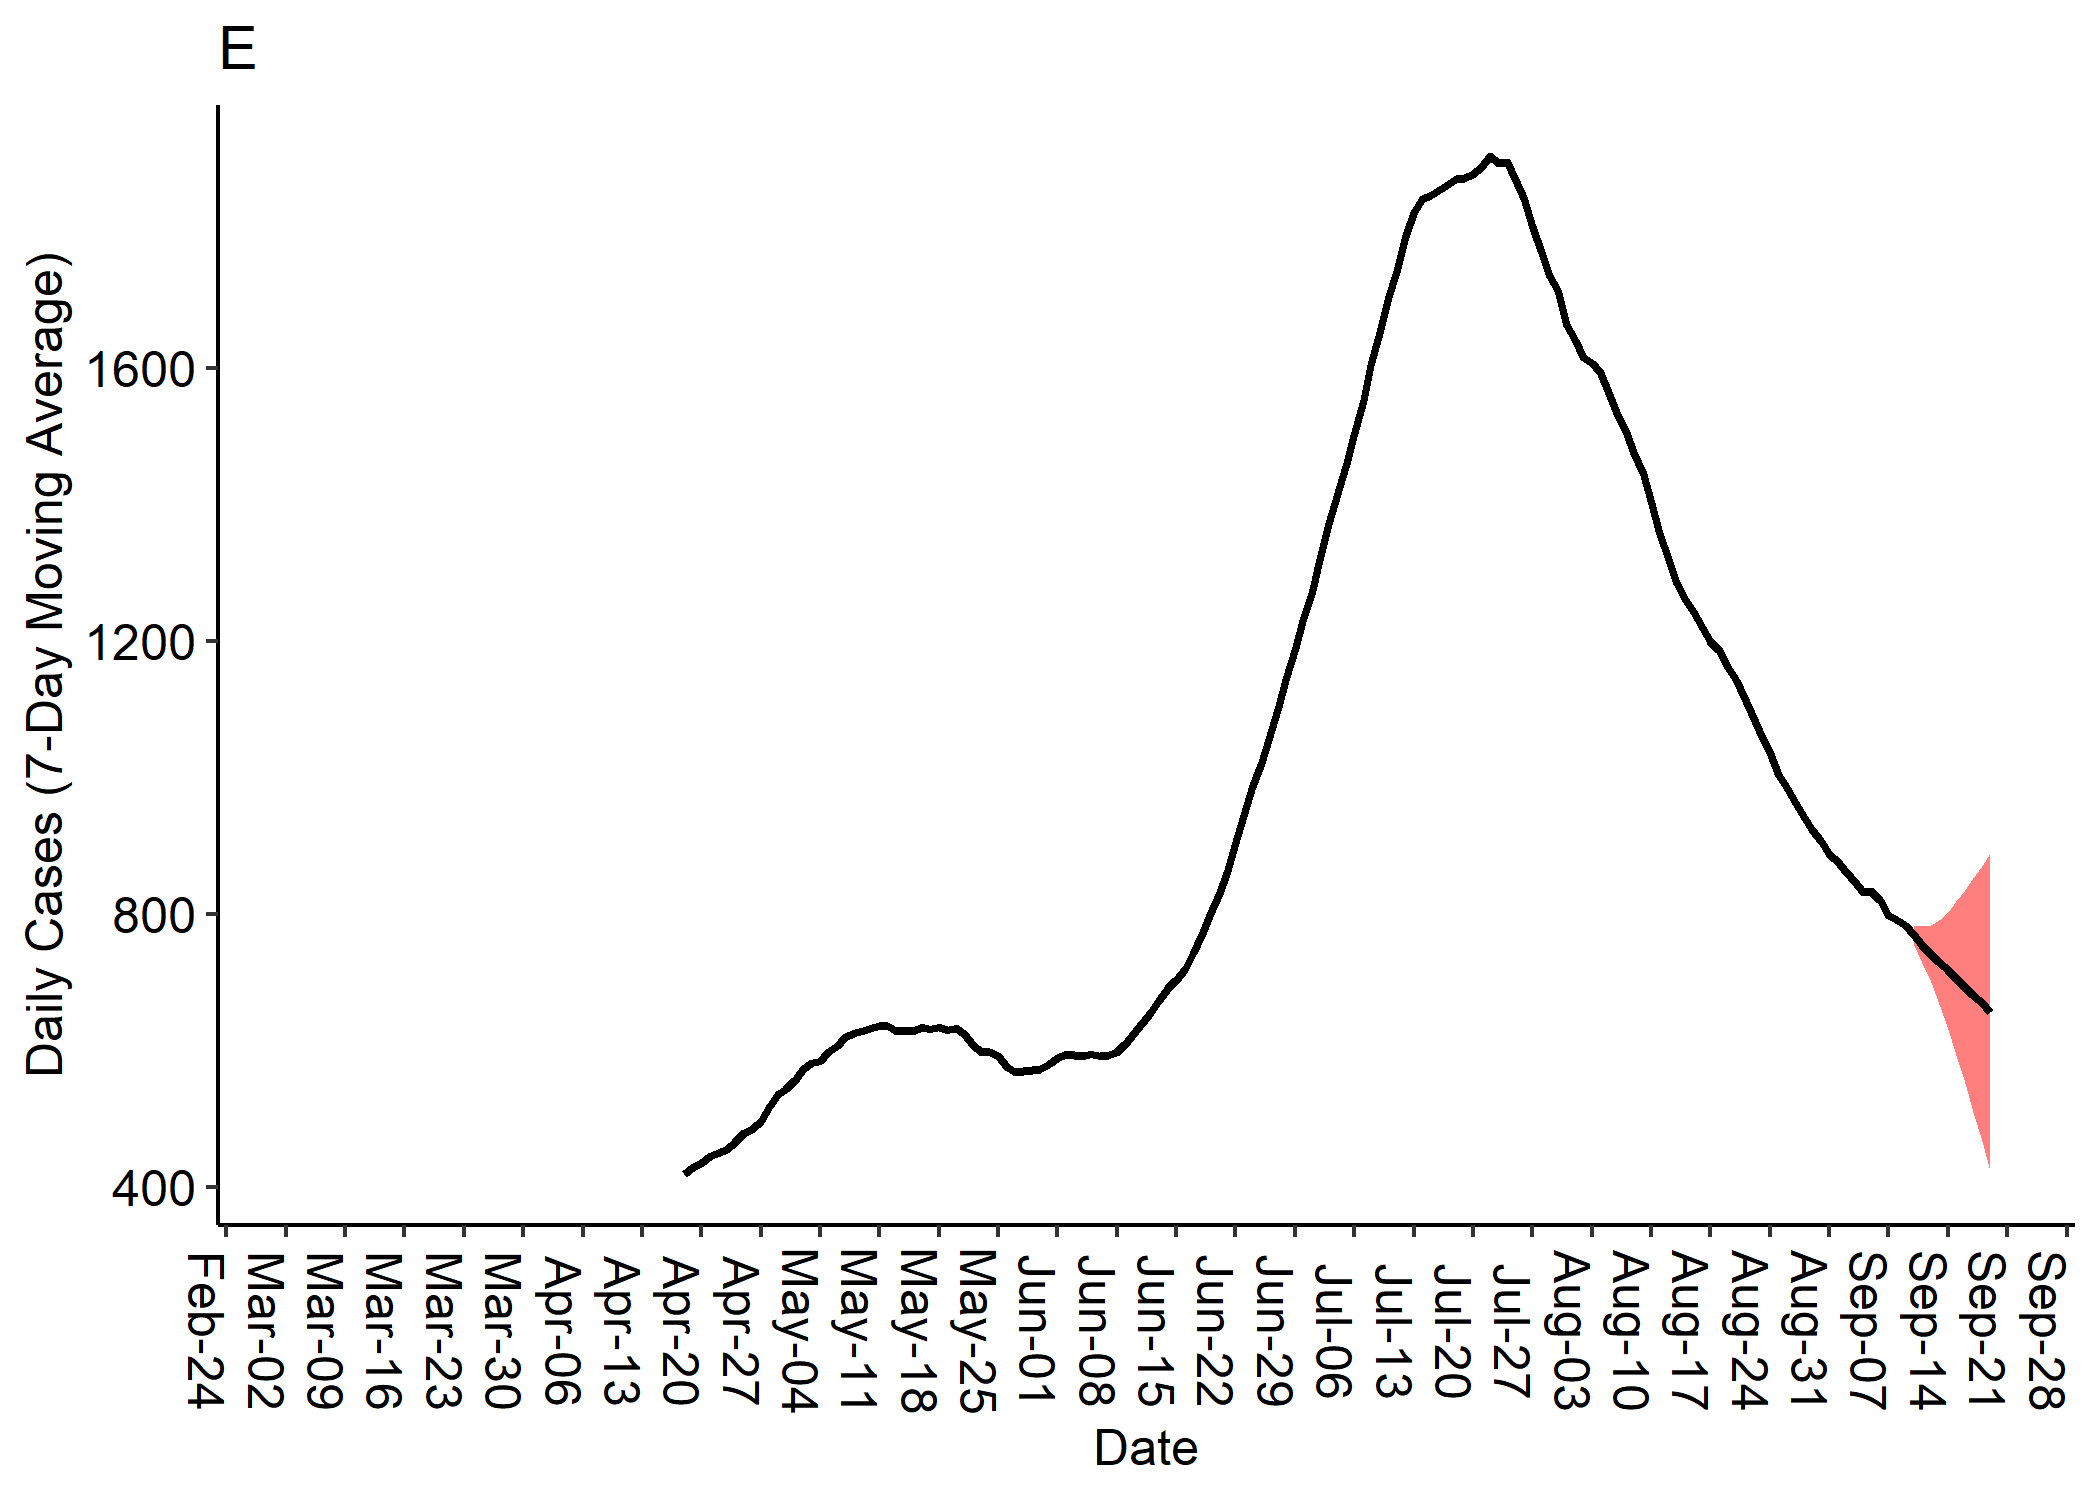 E
Daily Cases (7-Day Moving Average)
1600
1200
800
400
Feb-24
Mar-02
Mar-09
Mar-16
Mar-23
Mar-30
Apr-06
Apr-13
Apr-20
Apr-27
May-04
May-11
May-18
May-25
Jun-01
Jun-08
Jun-15
Jun-22
Jun-29
Jul-06
Jul-13
Jul-20
Jul-27
Aug-03
Aug-10
Aug-17
Aug-24
Aug-31
Sep-07
Sep-14
Sep-21
Sep-28
Date